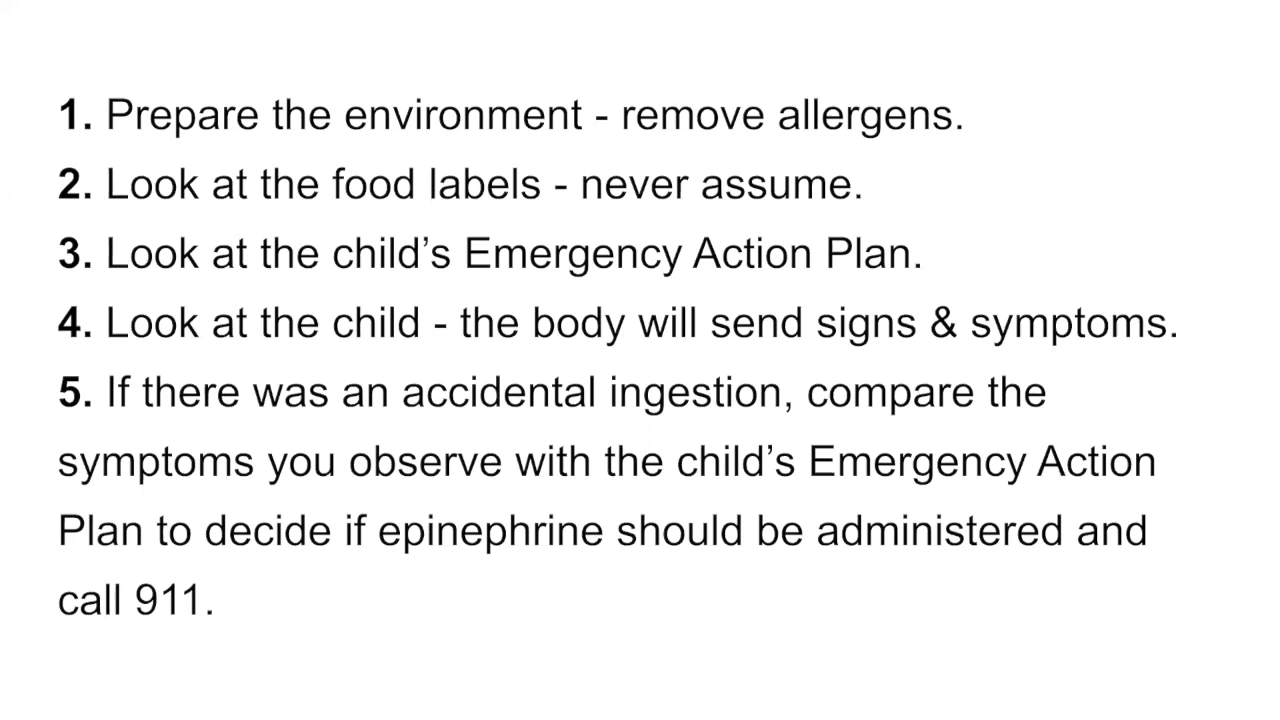 1. Prepare the environment - remove allergens.
2. Look at the food labels - never assume.
3. Look at the child’s Emergency Action Plan.
4. Look at the child - the body will send signs & symptoms.
5. If there was an accidental ingestion, compare the
symptoms you observe with the child’s Emergency Action
Plan to decide if epinephrine should be administered and
call 911.